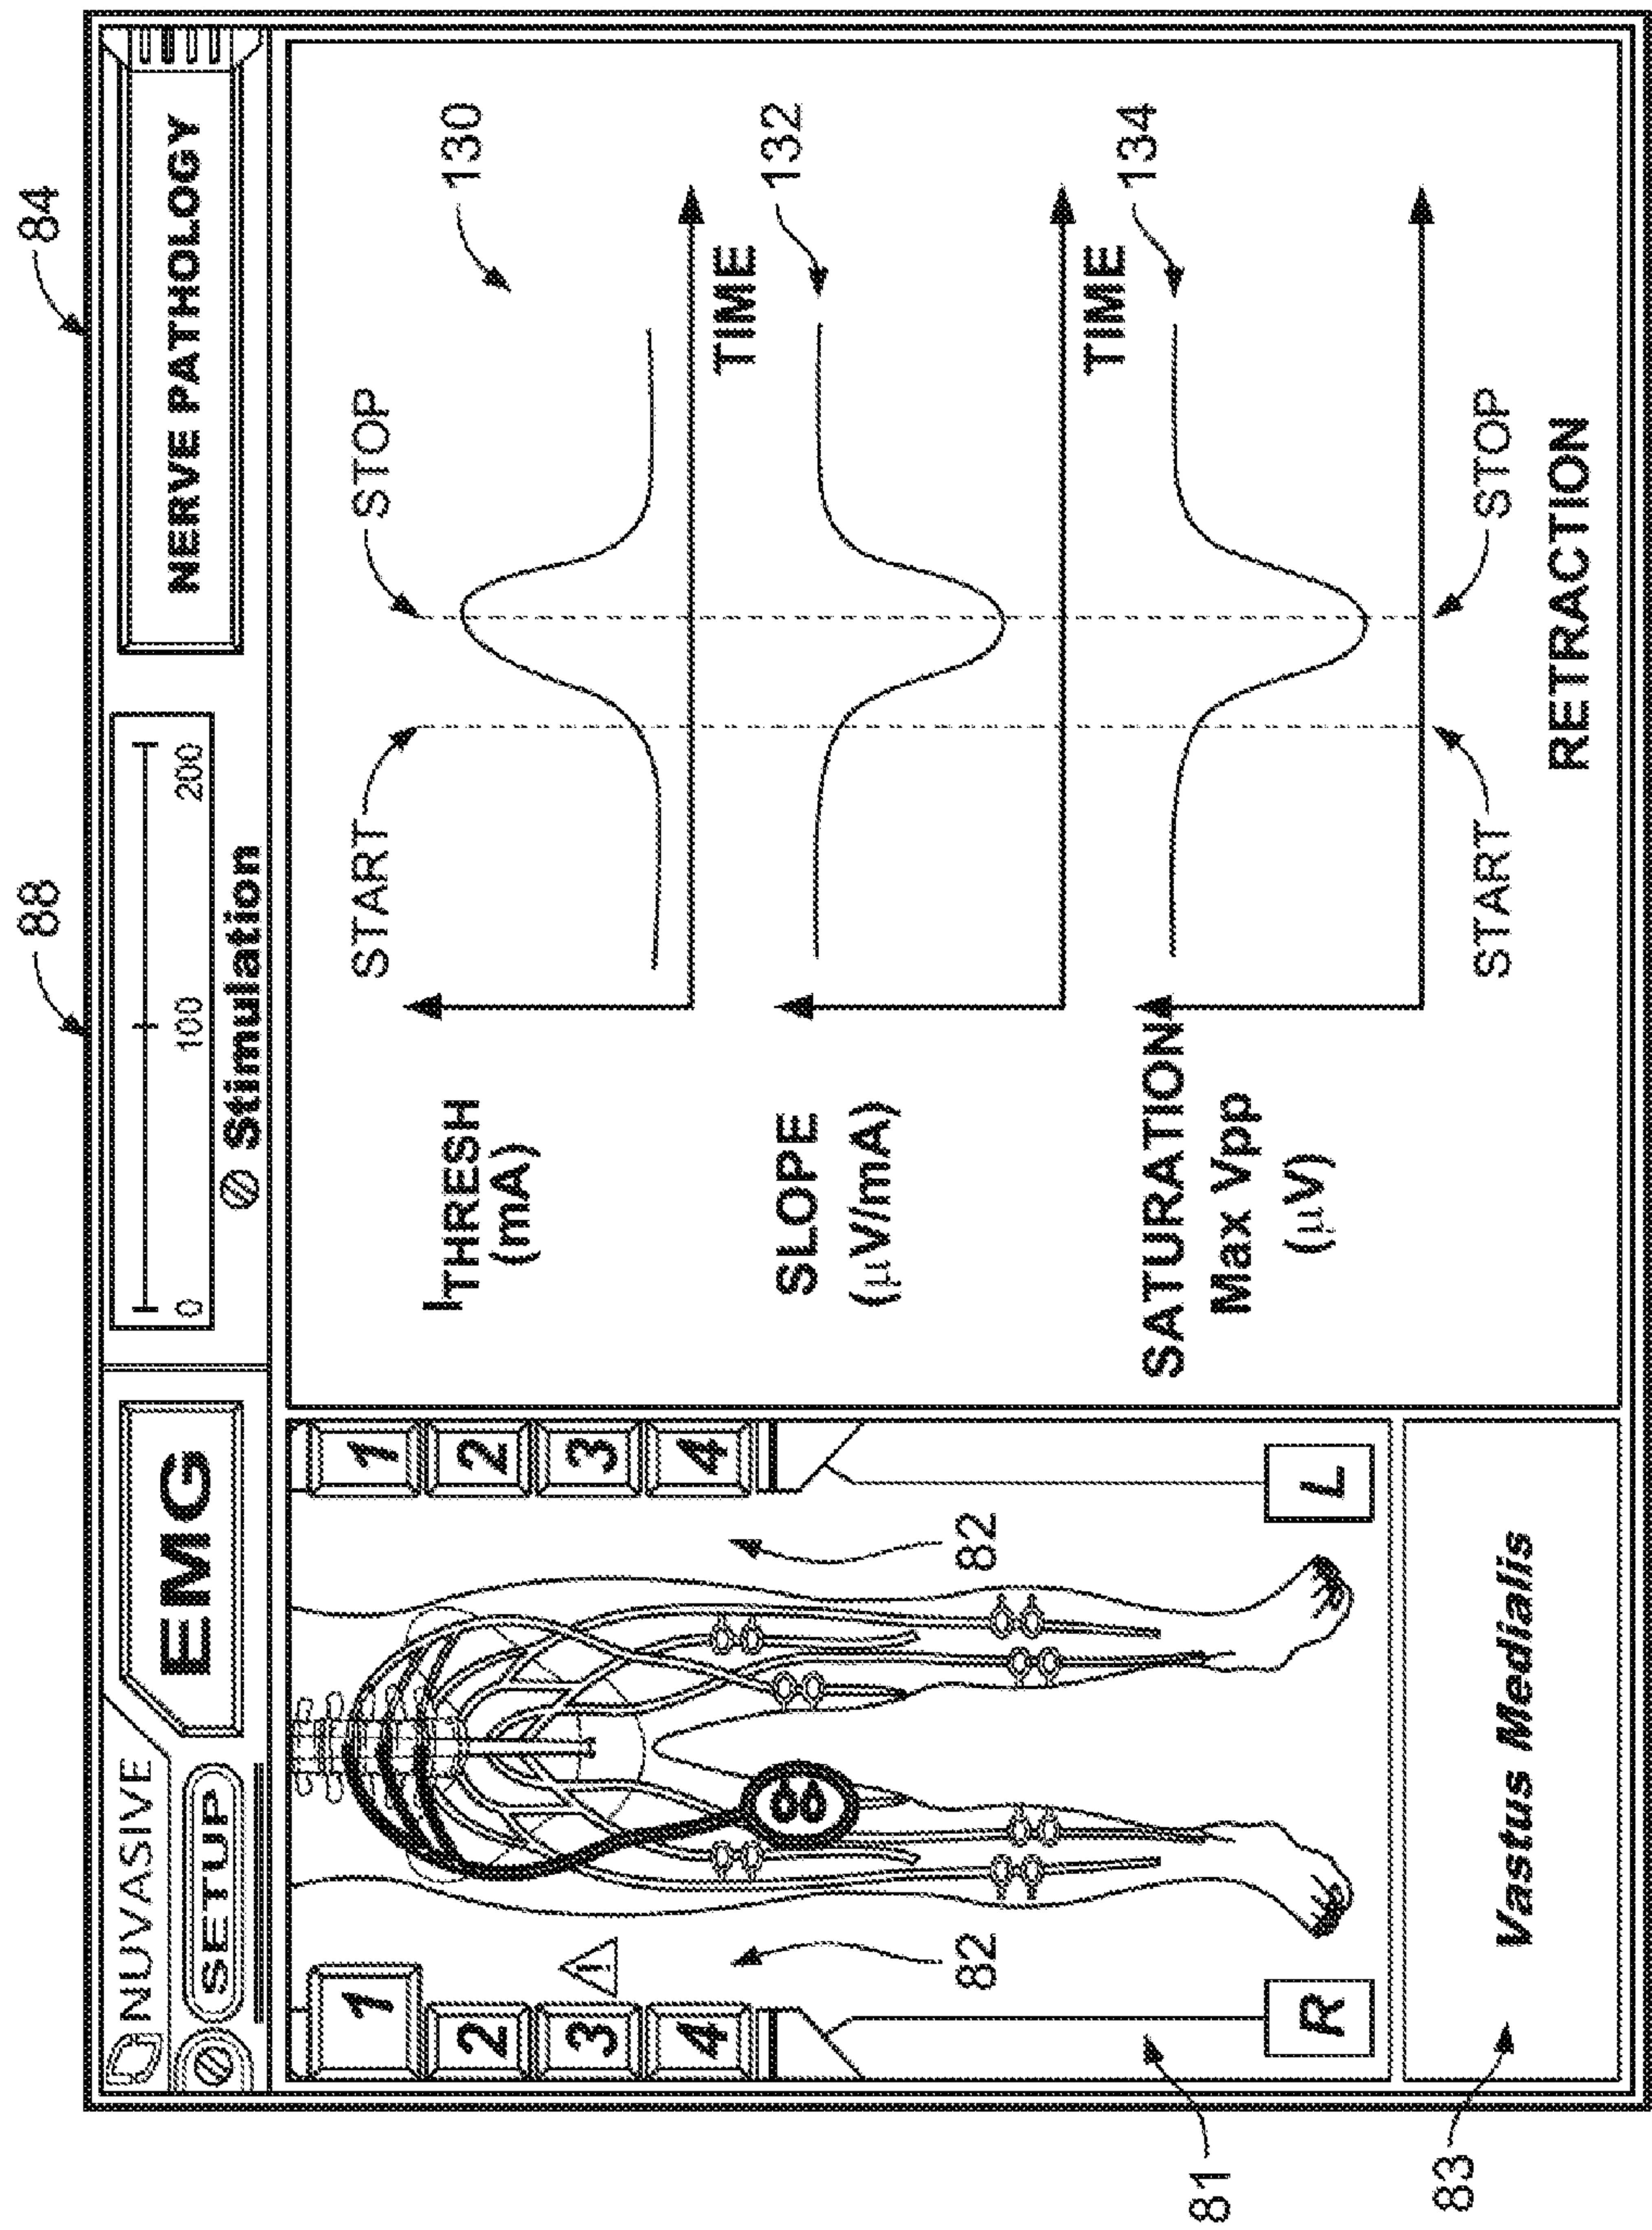 88
84
NUVASIVE
SETUP
EMG
0 100 200
Stimulation
NERVE PATHOLOGY
1
2
3
4
1
2
3
4
82
82
R
L
81
83
Vastus Medialis
START
STOP
130
ITHRESH
(mA)
TIME
132
SLOPE
(µV/mA)
TIME
134
SATURATION
Max Vpp
(µV)
START
STOP
RETRACTION